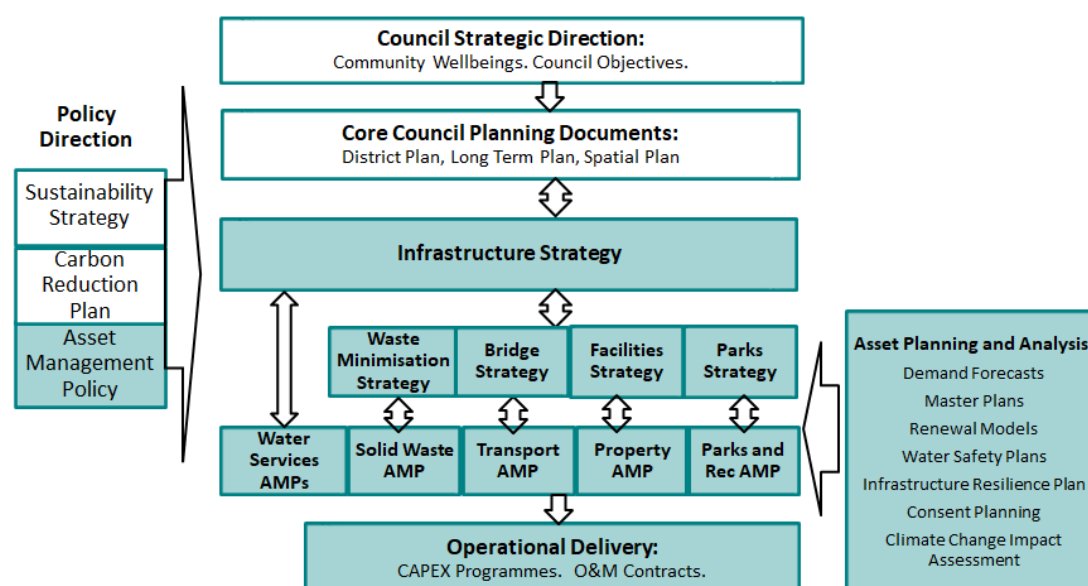 Council Strategic Direction:
Community Wellbeings. Council Objectives.
Policy
Direction
Core Council Planning Documents:
District Plan, Long Term Plan, Spatial Plan
Sustainability
Strategy
Carbon
Reduction
Plan
Asset
Management
Policy
Infrastructure Strategy
Waste
Minimisation
Strategy
Bridge
Strategy
Facilities
Strategy
Parks
Strategy
Water
Services
AMPs
Solid Waste
AMP
Transport
AMP
Property
AMP
Parks and
Rec AMP
Asset Planning and Analysis
Demand Forecasts
Master Plans
Renewal Models
Water Safety Plans
Infrastructure Resilience Plan
Consent Planning
Climate Change Impact
Assessment
Operational Delivery:
CAPEX Programmes. O&M Contracts.